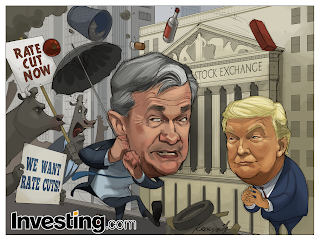 RATE
CUT
NOW
STOCK EXCHANGE
WE WANT
RATE CUTS!
Investing.com